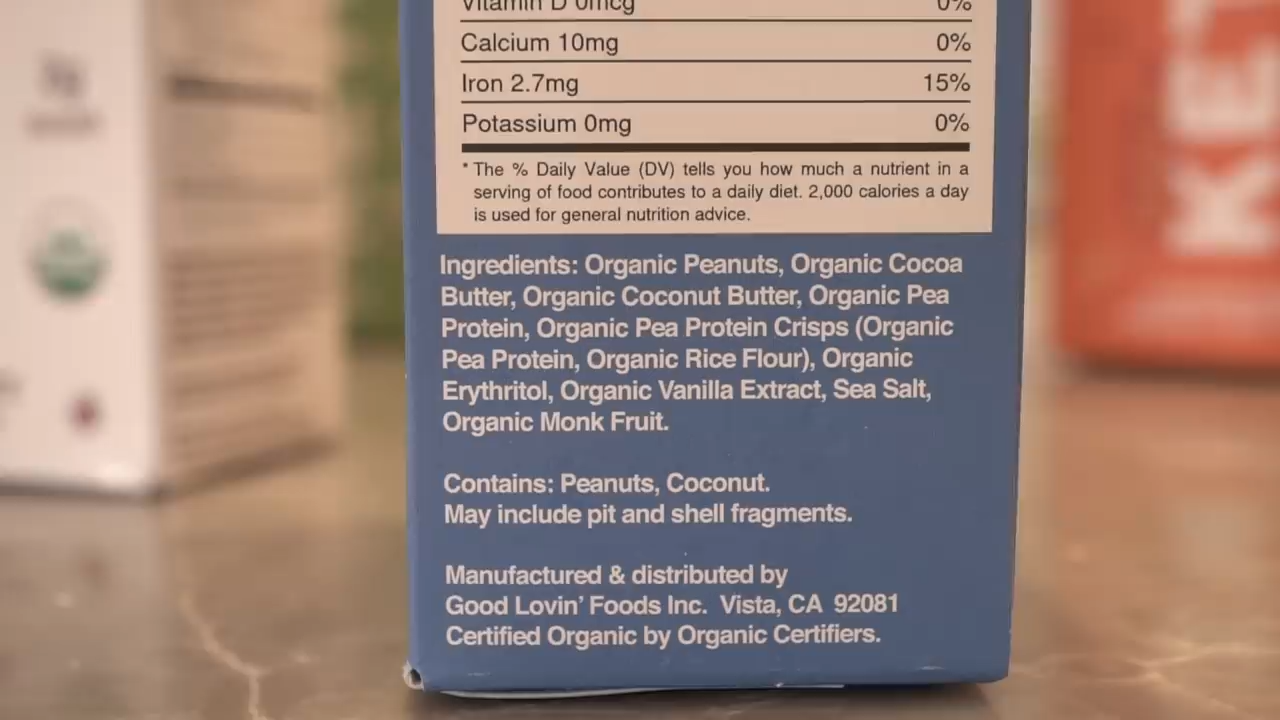 Vitamin D 0mcg 0%
Calcium 10mg 0%
Iron 2.7mg 15%
Potassium 0mg 0%
* The % Daily Value (DV) tells you how much a nutrient in a
serving of food contributes to a daily diet. 2,000 calories a day
is used for general nutrition advice.
Ingredients: Organic Peanuts, Organic Cocoa
Butter, Organic Coconut Butter, Organic Pea
Protein, Organic Pea Protein Crisps (Organic
Pea Protein, Organic Rice Flour), Organic
Erythritol, Organic Vanilla Extract, Sea Salt,
Organic Monk Fruit.
Contains: Peanuts, Coconut.
May include pit and shell fragments.
Manufactured & distributed by
Good Lovin' Foods Inc. Vista, CA 92081
Certified Organic by Organic Certifiers.
KET